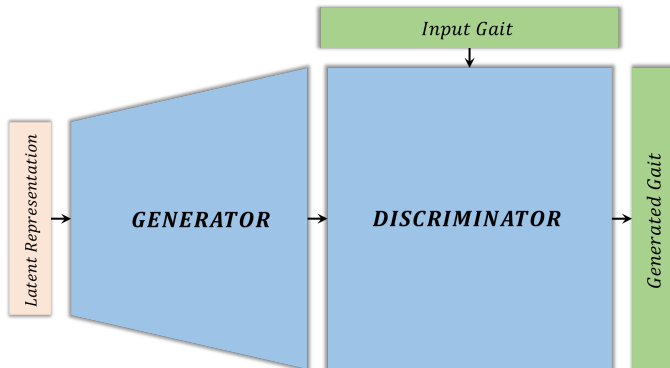 Input Gait
Latent Representation
GENERATOR
DISCRIMINATOR
Generated Gait